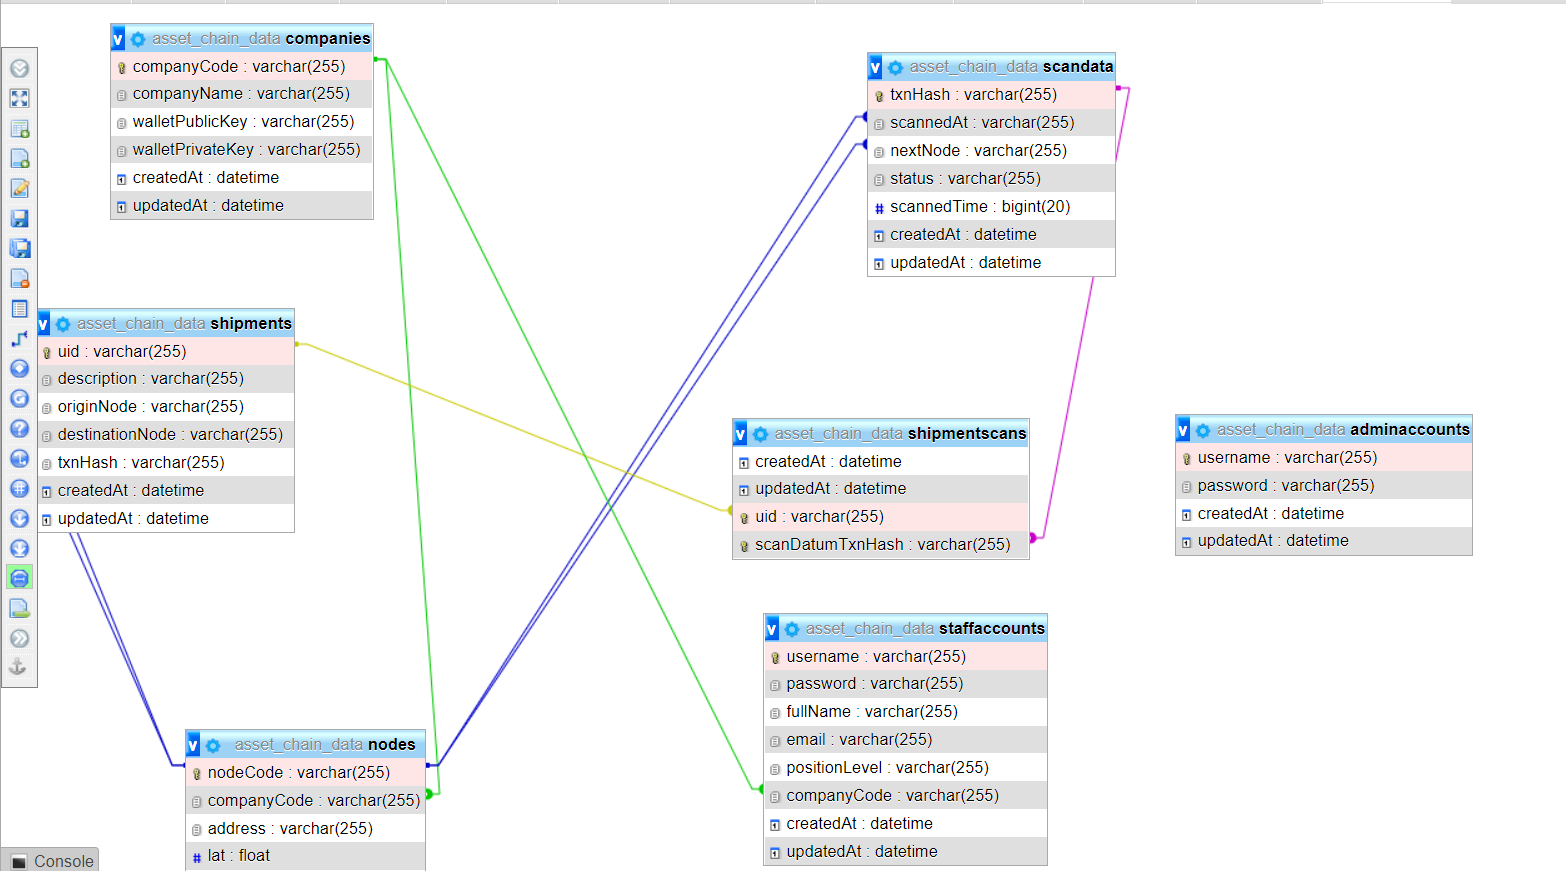 v asset_chain_data companies
companyCode : varchar(255)
companyName : varchar(255)
walletPublicKey : varchar(255)
walletPrivateKey : varchar(255)
createdAt : datetime
updatedAt : datetime
v asset_chain_data scandata
txnHash : varchar(255)
scannedAt : varchar(255)
nextNode : varchar(255)
status : varchar(255)
# scannedTime : bigint(20)
createdAt : datetime
updatedAt : datetime
v asset_chain_data shipments
uid : varchar(255)
description : varchar(255)
originNode : varchar(255)
destinationNode : varchar(255)
txnHash : varchar(255)
createdAt : datetime
updatedAt : datetime
v asset_chain_data shipmentscans
createdAt : datetime
updatedAt : datetime
uid : varchar(255)
scanDatumTxnHash : varchar(255)
v asset_chain_data adminaccounts
username : varchar(255)
password : varchar(255)
createdAt : datetime
updatedAt : datetime
v asset_chain_data staffaccounts
username : varchar(255)
password : varchar(255)
fullName : varchar(255)
email : varchar(255)
positionLevel : varchar(255)
companyCode : varchar(255)
createdAt : datetime
updatedAt : datetime
v asset_chain_data nodes
nodeCode : varchar(255)
companyCode : varchar(255)
address : varchar(255)
# lat : float
Console